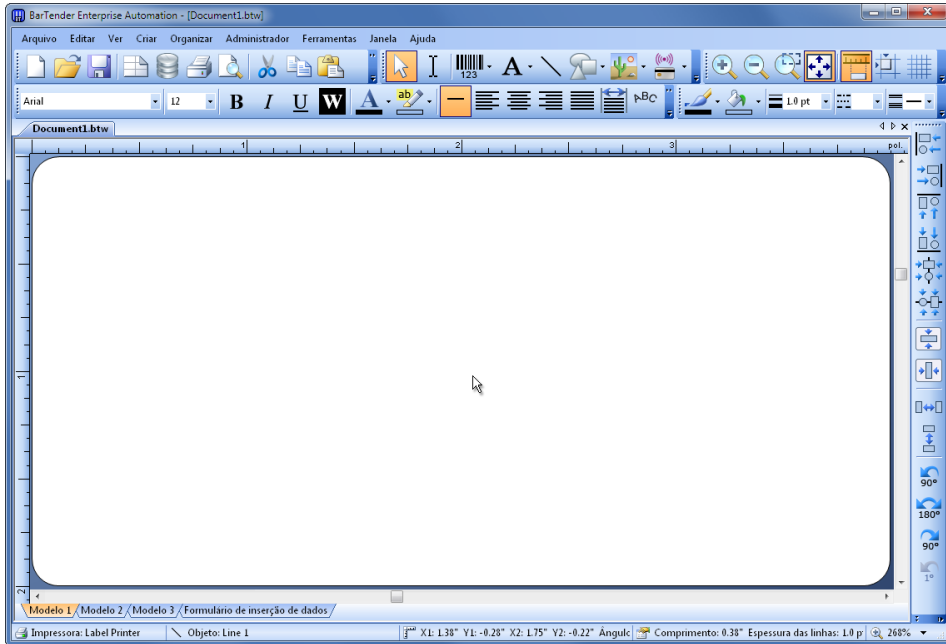 BarTender Enterprise Automation - [Document1.btw]
Arquivo Editar Ver Criar Organizar Administrador Ferramentas Janela Ajuda
123 A
Arial 12 B I U W A ab ABC 1.0 pt
Document1.btw
1 2 3 pol.
1
2
90°
180°
90°
1°
Modelo 1 Modelo 2 Modelo 3 Formulário de inserção de dados
Impressora: Label Printer Objeto: Line 1 X1: 1.38" Y1: -0.28" X2: 1.75" Y2: -0.22" Ângulc Comprimento: 0.38" Espessura das linhas: 1.0 p 268%